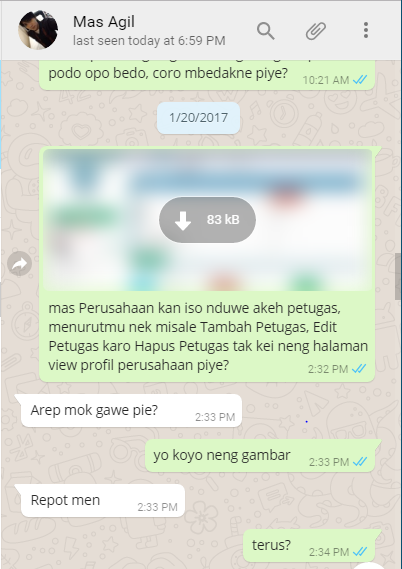 Mas Agil
last seen today at 6:59 PM
podo opo bedo, coro mbedakne piye?
10:21 AM
1/20/2017
83 kB
mas Perusahaan kan iso nduwe akeh petugas,
menurutmu nek misale Tambah Petugas, Edit
Petugas karo Hapus Petugas tak kei neng halaman
view profil perusahaan piye?
2:32 PM
Arep mok gawe pie?
2:33 PM
yo koyo neng gambar
2:33 PM
Repot men
2:33 PM
terus?
2:34 PM